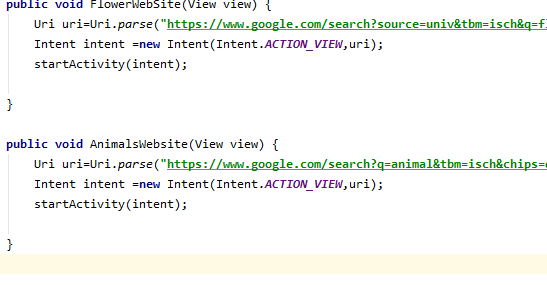 public void FlowerWebSite(View view) {
Uri uri=Uri.parse("https://www.google.com/search?source=univ&tbm=isch&q=fl
Intent intent =new Intent(Intent.ACTION_VIEW,uri);
startActivity(intent);
}
public void AnimalsWebsite(View view) {
Uri uri=Uri.parse("https://www.google.com/search?q=animal&tbm=isch&chips=
Intent intent =new Intent(Intent.ACTION_VIEW,uri);
startActivity(intent);
}